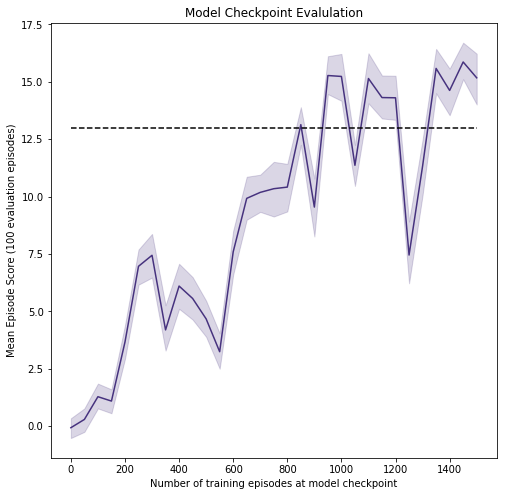 Model Checkpoint Evalulation
Mean Episode Score (100 evaluation episodes)
17.5
15.0
12.5
10.0
7.5
5.0
2.5
0.0
0 200 400 600 800 1000 1200 1400
Number of training episodes at model checkpoint